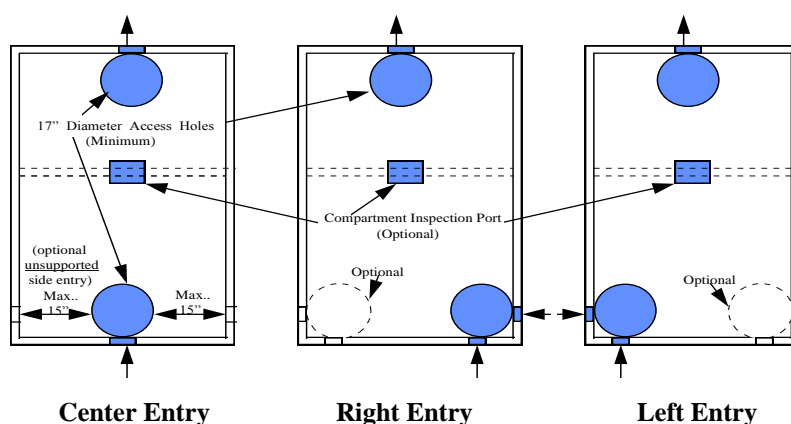 17” Diameter Access Holes
(Minimum)
Compartment Inspection Port
(Optional)
(optional
unsupported
side entry)
Max..
15”
Max..
15”
Optional
Optional
Center Entry
Right Entry
Left Entry